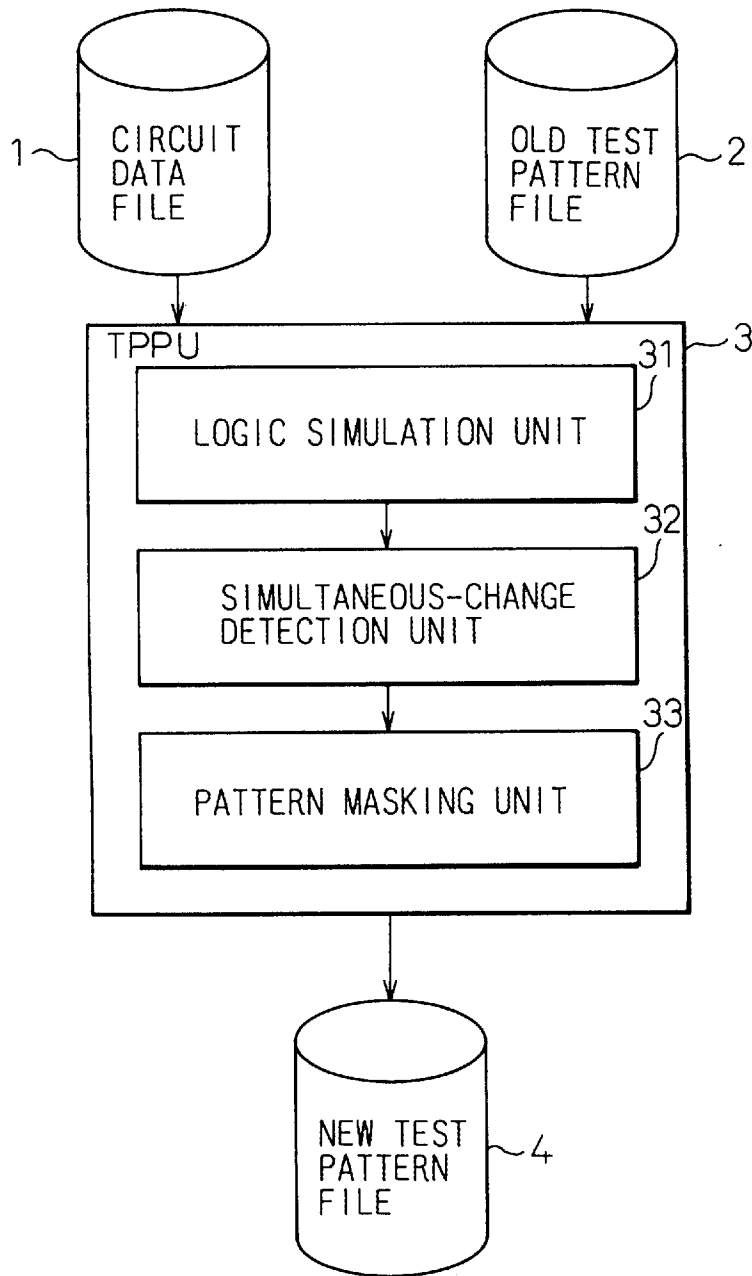 1
CIRCUIT
DATA
FILE
OLD TEST
PATTERN
FILE
2
TPPU
3
31
LOGIC SIMULATION UNIT
32
SIMULTANEOUS-CHANGE
DETECTION UNIT
33
PATTERN MASKING UNIT
NEW TEST
PATTERN
FILE
4